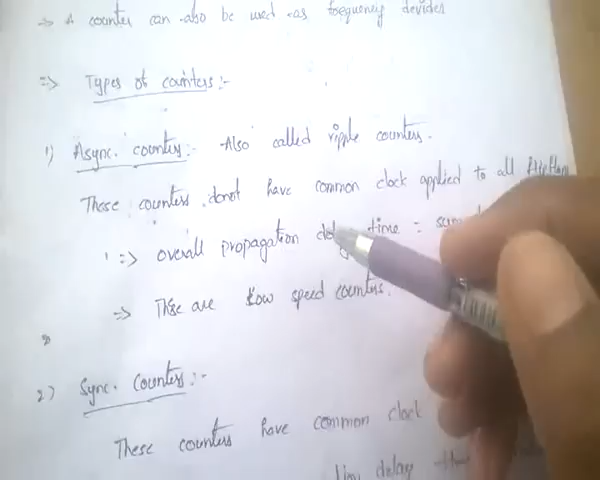 => A counter can also be used as frequency divider
=> Types of counters:-
1) Async. counters:- Also called ripple counters.
These counters donot have common clock applied to all flipflops
=> overall propagation delay time =
=> These are slow speed counters.
2) Sync. Counters:-
These counters have common clock
delay